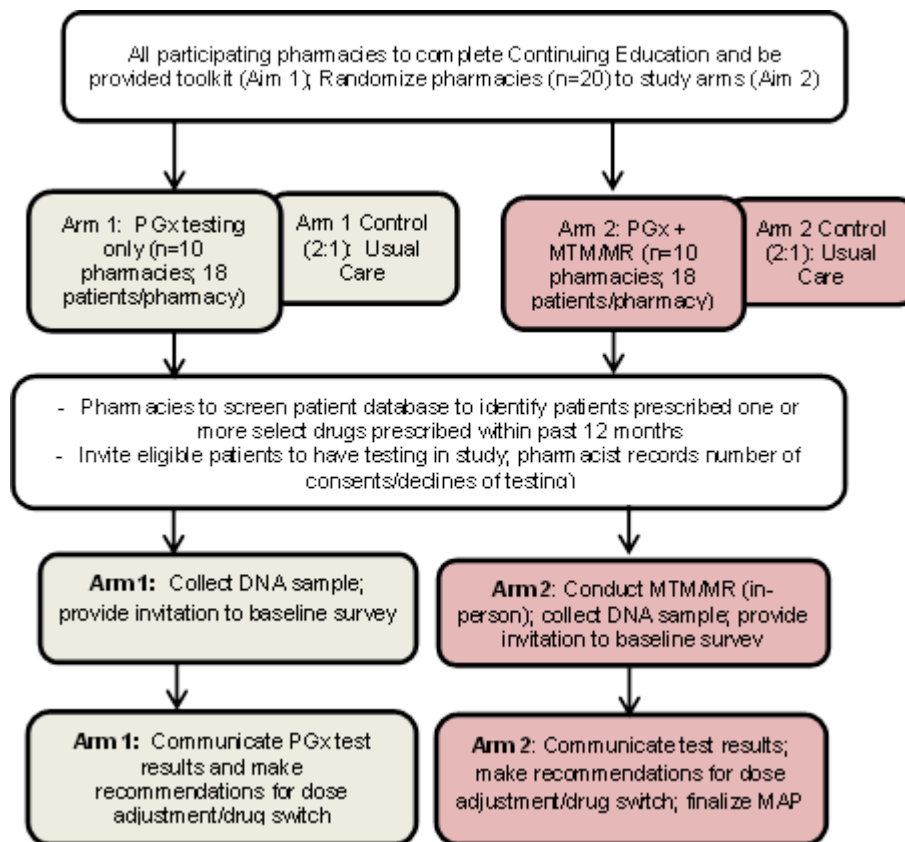 All participating pharmacies to complete Continuing Education and be
provided toolkit (Aim 1); Randomize pharmacies (n=20) to study arms (Aim 2)
Arm 1: PGx testing
only (n=10
pharmacies; 18
patients/pharmacy)
Arm 1 Control
(2:1): Usual
Care
Arm 2: PGx +
MTM/MR (n=10
pharmacies; 18
patients/pharmacy)
Arm 2 Control
(2:1): Usual
Care
- Pharmacies to screen patient database to identify patients prescribed one or
more select drugs prescribed within past 12 months
- Invite eligible patients to have testing in study; pharmacist records number of
consents/declines of testing)
Arm 1: Collect DNA sample;
provide invitation to baseline survey
Arm 2: Conduct MTM/MR (in-
person); collect DNA sample; provide
invitation to baseline survey
Arm 1: Communicate PGx test
results and make
recommendations for dose
adjustment/drug switch
Arm 2: Communicate test results;
make recommendations for dose
adjustment/drug switch; finalize MAP